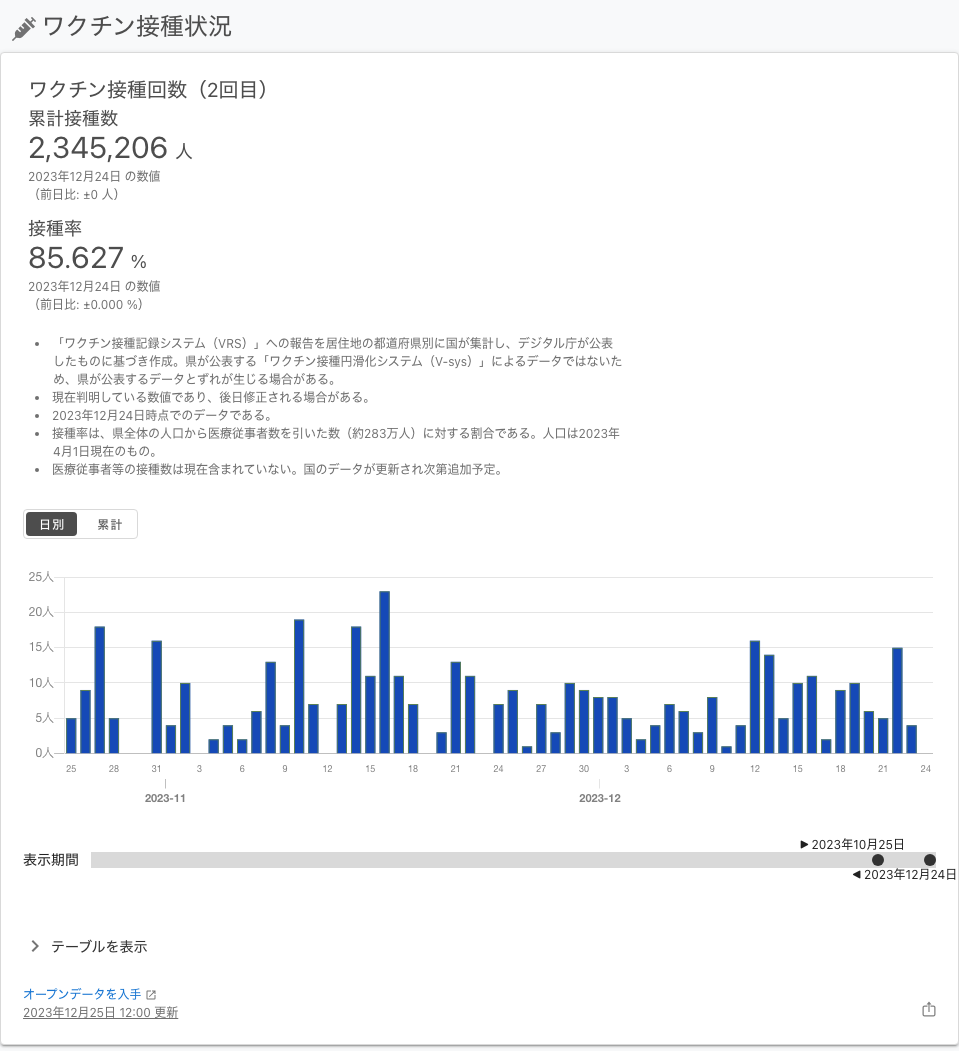 ワクチン接種状況
ワクチン接種回数（2回目）
累計接種数
2,345,206 人
2023年12月24日 の数値
（前日比: ±0 人）
接種率
85.627 %
2023年12月24日 の数値
（前日比: ±0.000 %）
「ワクチン接種記録システム（VRS）」への報告を居住地の都道府県別に国が集計し、デジタル庁が公表
したものに基づき作成。県が公表する「ワクチン接種円滑化システム（V-sys）」によるデータではないた
め、県が公表するデータとずれが生じる場合がある。
現在判明している数値であり、後日修正される場合がある。
2023年12月24日時点でのデータである。
接種率は、県全体の人口から医療従事者数を引いた数（約283万人）に対する割合である。人口は2023年
4月1日現在のもの。
医療従事者等の接種数は現在含まれていない。国のデータが更新され次第追加予定。
日別 累計
25人
20人
15人
10人
5人
0人
25 28 31 3 6 9 12 15 18 21 24 27 30 3 6 9 12 15 18 21 24
2023-11 2023-12
▶ 2023年10月25日
表示期間
◀ 2023年12月24日
テーブルを表示
オープンデータを入手
2023年12月25日 12:00 更新